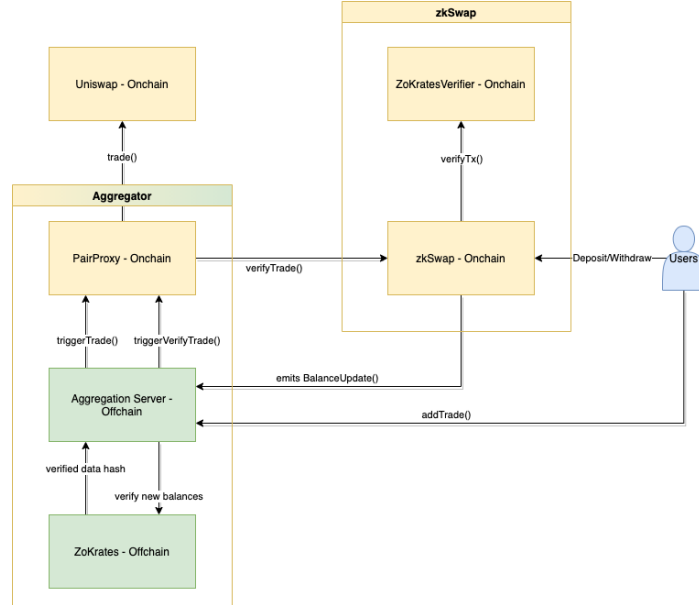 zkSwap
Uniswap - Onchain
ZoKratesVerifier - Onchain
trade()
verifyTx()
Aggregator
PairProxy - Onchain
verifyTrade()
zkSwap - Onchain
Deposit/Withdraw
Users
triggerTrade()
triggerVerifyTrade()
emits BalanceUpdate()
Aggregation Server -
Offchain
addTrade()
verified data hash
verify new balances
ZoKrates - Offchain